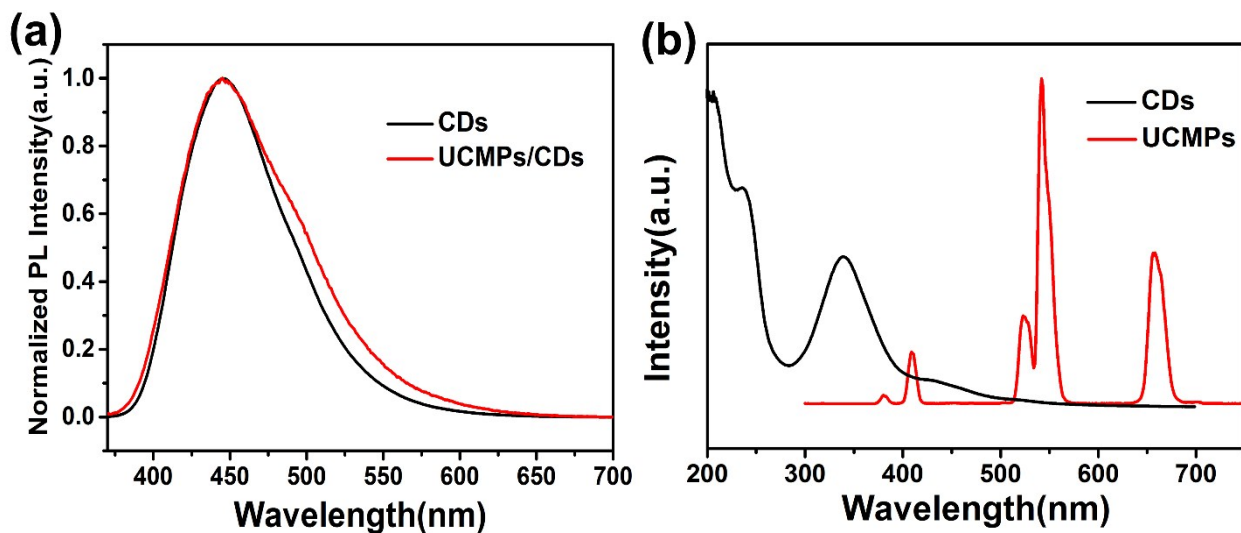 (a)
Normalized PL Intensity(a.u.)
1.0
0.8
0.6
0.4
0.2
0.0
CDs
UCMPs/CDs
400 450 500 550 600 650 700
Wavelength(nm)
(b)
Intensity(a.u.)
CDs
UCMPs
200 300 400 500 600 700
Wavelength(nm)